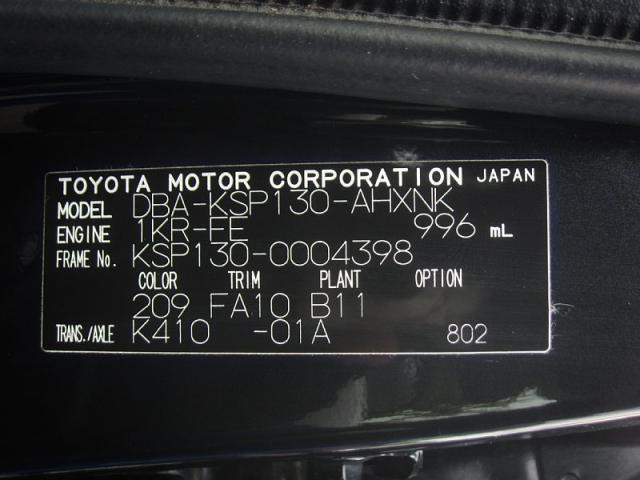 TOYOTA MOTOR CORPORATION JAPAN
MODEL DBA-KSP130-AHXNK
ENGINE 1KR-FE 996 mL
FRAME No. KSP130-0004398
COLOR TRIM PLANT OPTION
209 FA10 B11
TRANS./AXLE K410 -01A 802